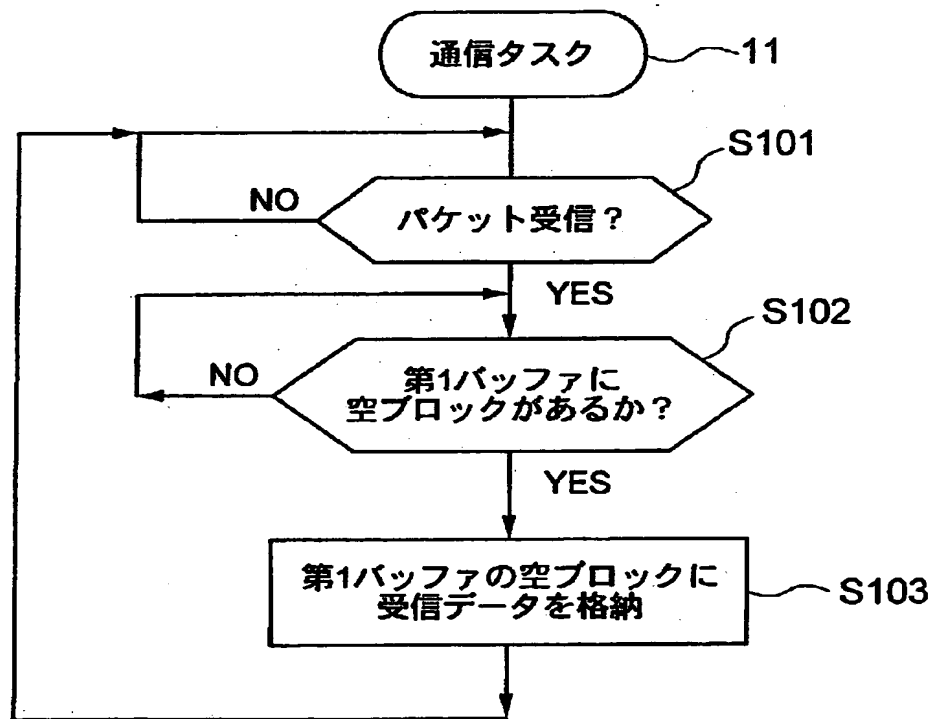 通信タスク
11
S101
NO
パケット受信？
YES
S102
NO
第1バッファに
空ブロックがあるか？
YES
第1バッファの空ブロックに
受信データを格納
S103